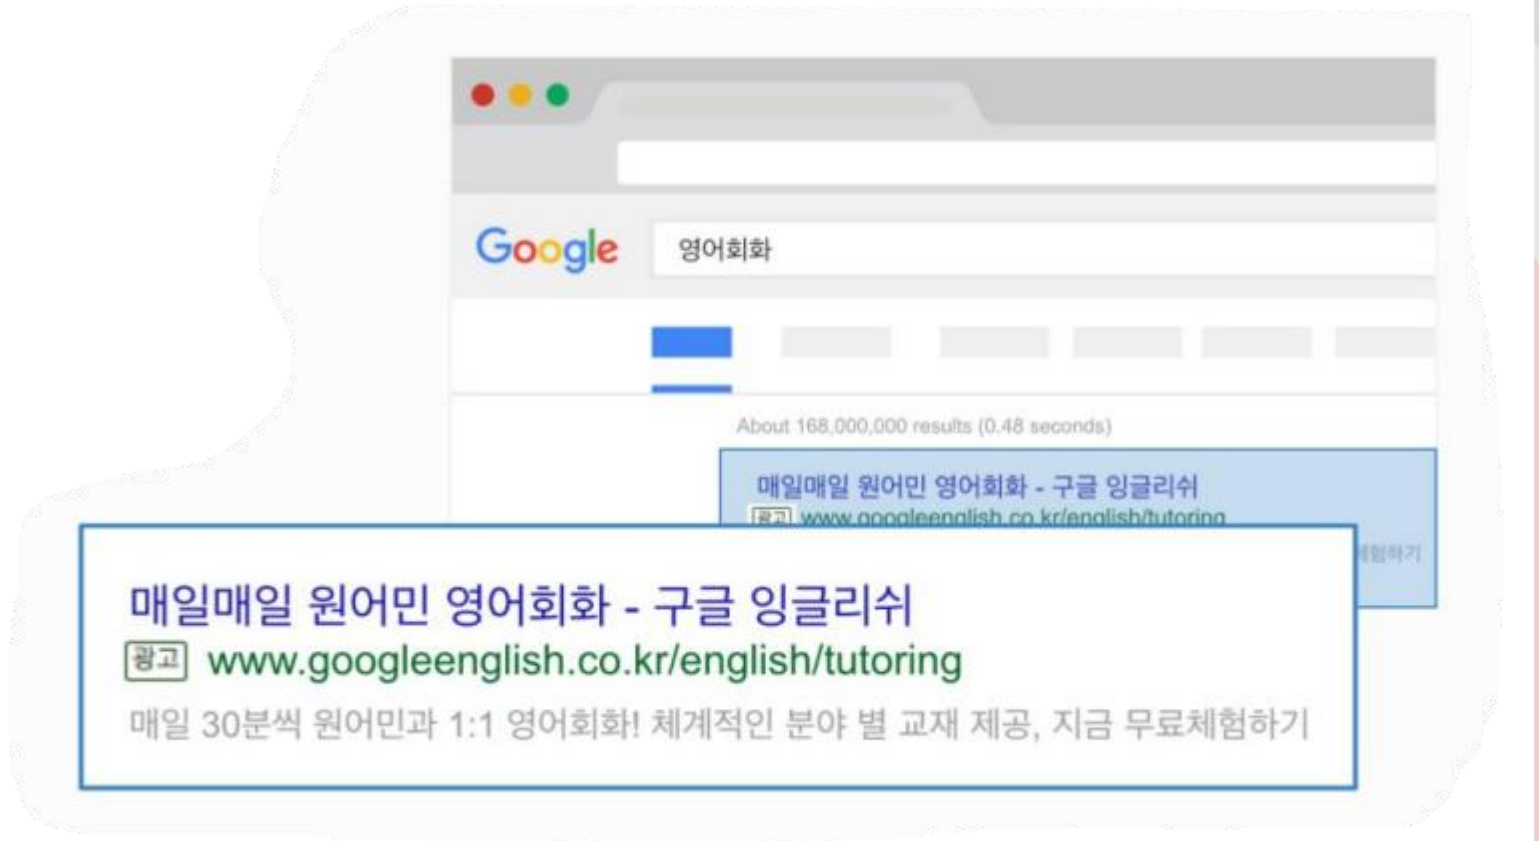 Google
영어회화
About 168,000,000 results (0.48 seconds)
매일매일 원어민 영어회화 - 구글 잉글리쉬
광고 www.googleenglish.co.kr/english/tutoring
체험하기
매일매일 원어민 영어회화 - 구글 잉글리쉬
광고 www.googleenglish.co.kr/english/tutoring
매일 30분씩 원어민과 1:1 영어회화! 체계적인 분야 별 교재 제공, 지금 무료체험하기